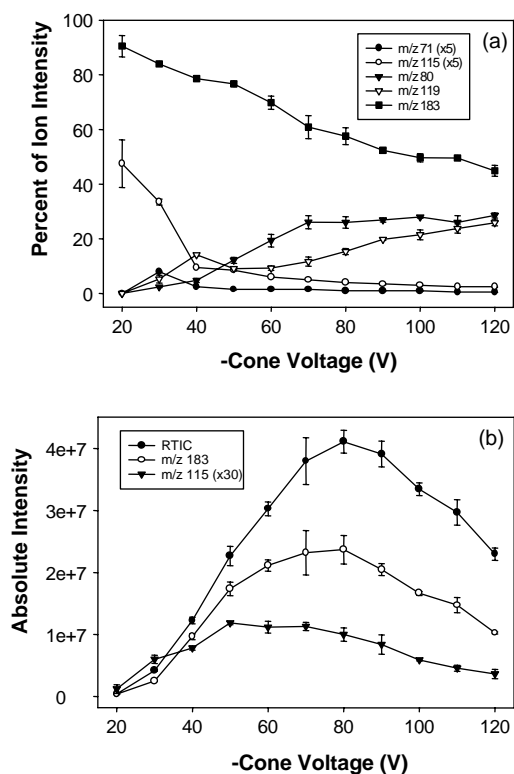 (a)
m/z 71 (x5)
m/z 115 (x5)
m/z 80
m/z 119
m/z 183
Percent of Ion Intensity
100
80
60
40
20
0
20 40 60 80 100 120
-Cone Voltage (V)
(b)
RTIC
m/z 183
m/z 115 (x30)
Absolute Intensity
4e+7
3e+7
2e+7
1e+7
0
20 40 60 80 100 120
-Cone Voltage (V)